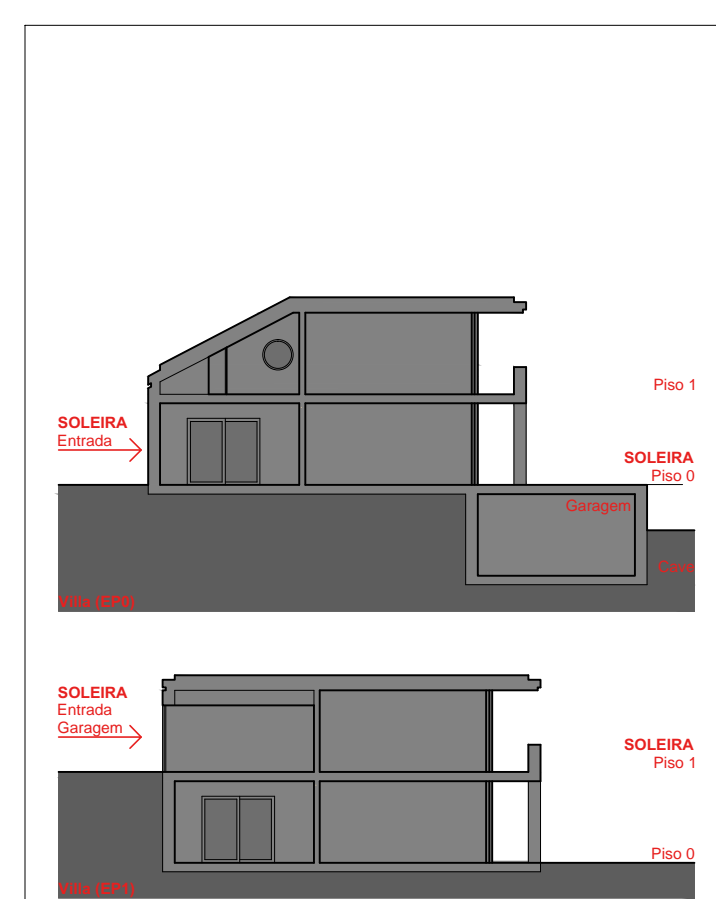 Piso 1
SOLEIRA
Entrada
SOLEIRA
Piso 0
Garagem
Cave
Villa (EP0)
SOLEIRA
Entrada
Garagem
SOLEIRA
Piso 1
Piso 0
Villa (EP1)